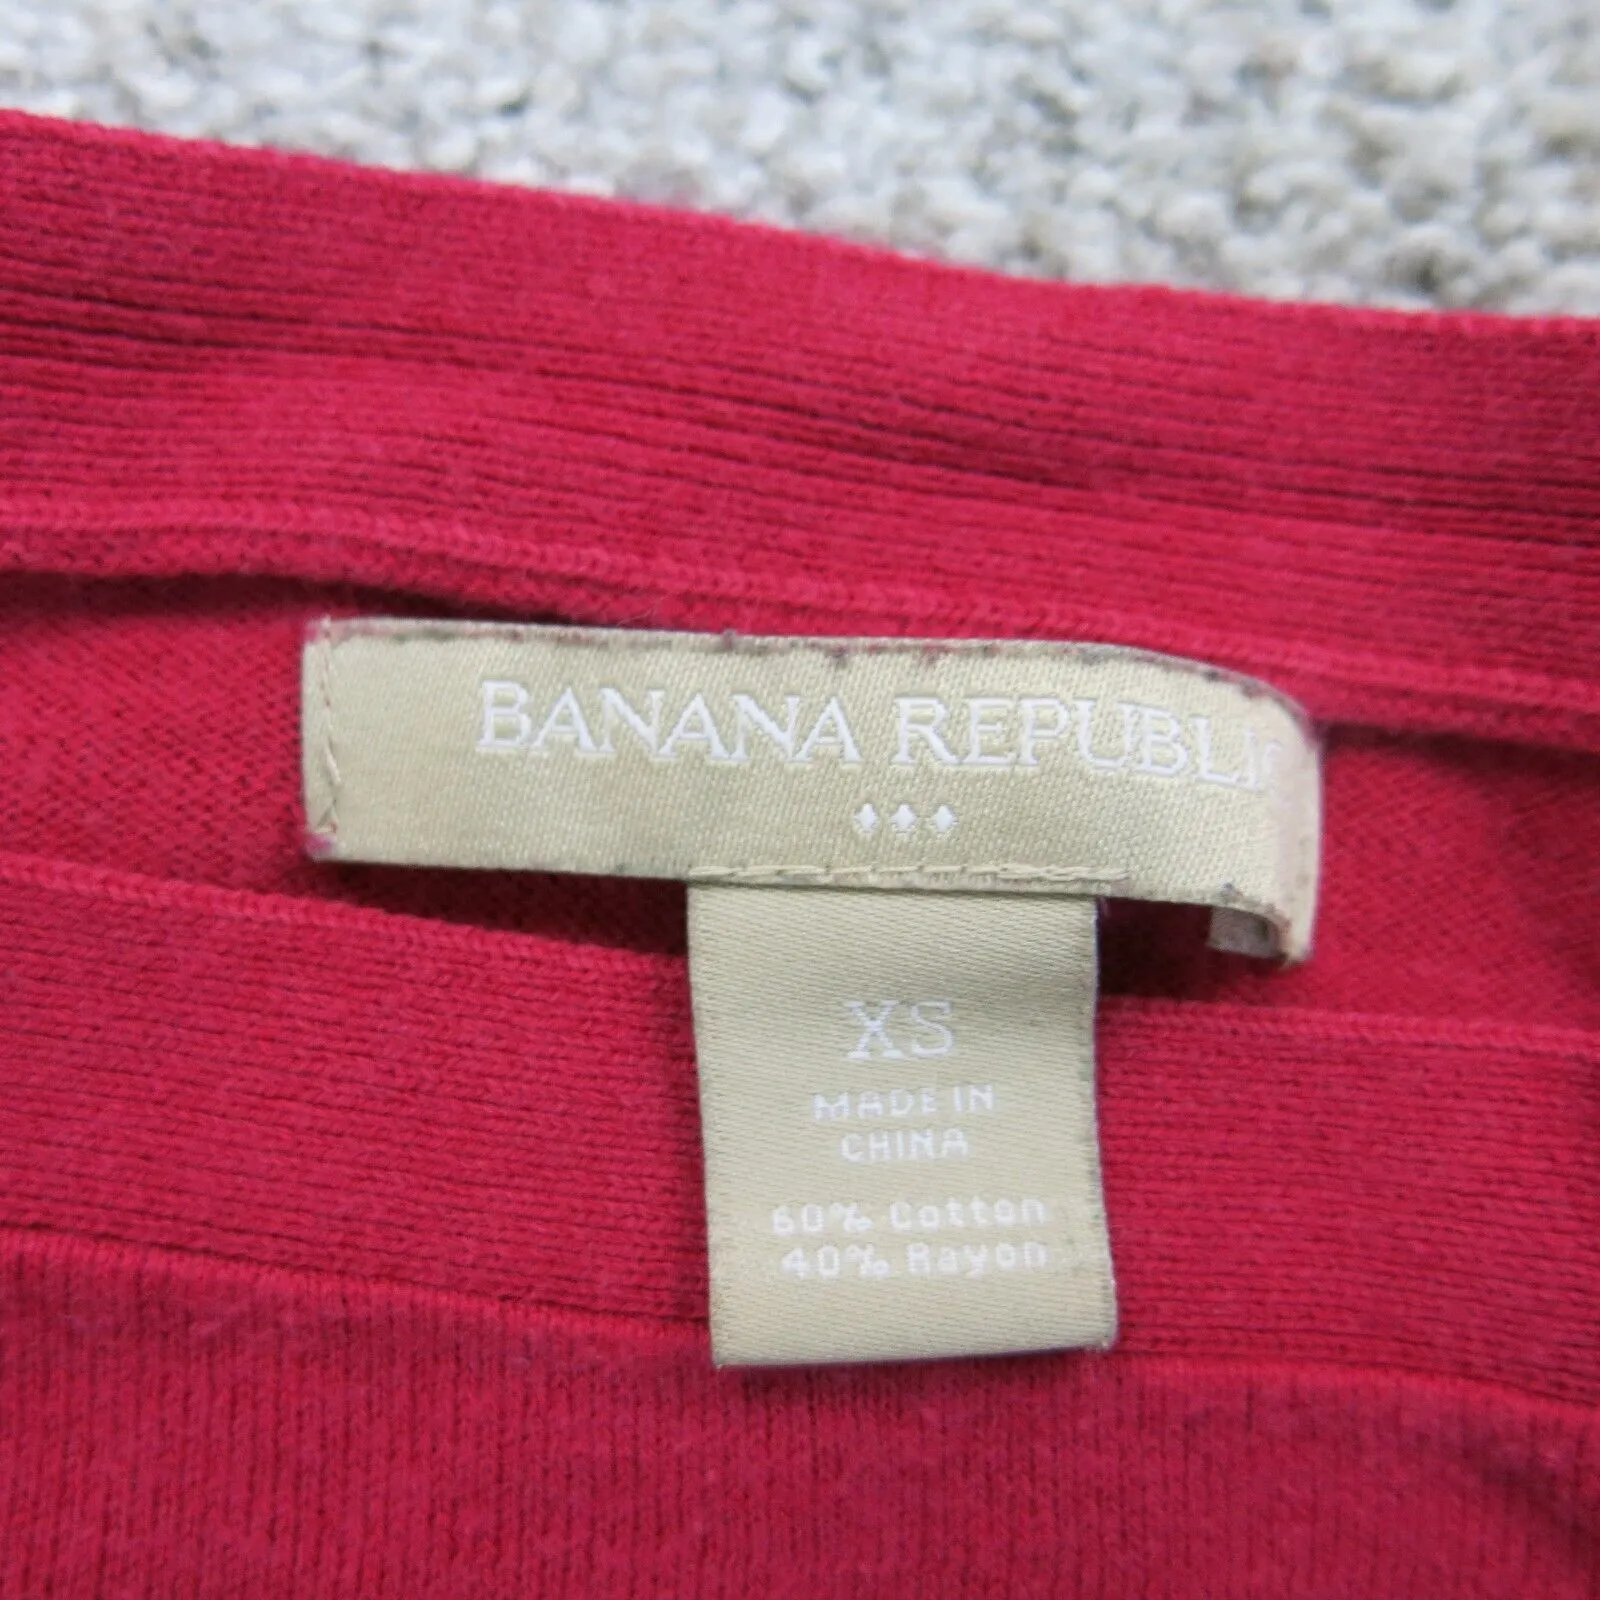 BANANA REPUBLIC
XS
MADE IN
CHINA
60% Cotton
40% Rayon